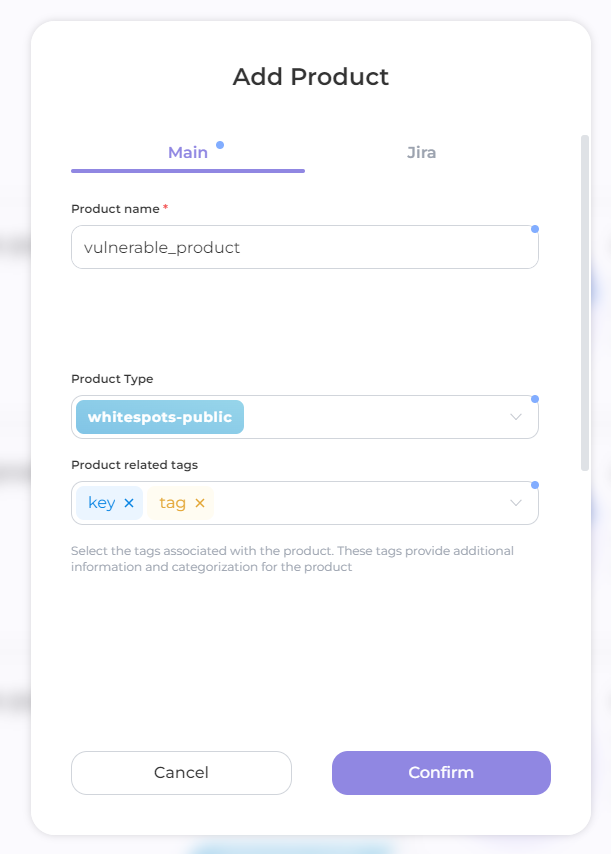 Add Product
Main
Jira
Product name *
vulnerable_product
Product Type
whitespots-public
Product related tags
key ×
tag ×
Select the tags associated with the product. These tags provide additional
information and categorization for the product
Cancel
Confirm